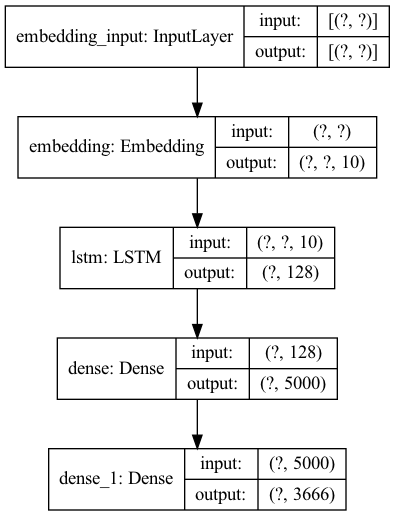 embedding_input: InputLayer
input: [(?, ?)]
output: [(?, ?)]
embedding: Embedding
input: (?, ?)
output: (?, ?, 10)
lstm: LSTM
input: (?, ?, 10)
output: (?, 128)
dense: Dense
input: (?, 128)
output: (?, 5000)
dense_1: Dense
input: (?, 5000)
output: (?, 3666)